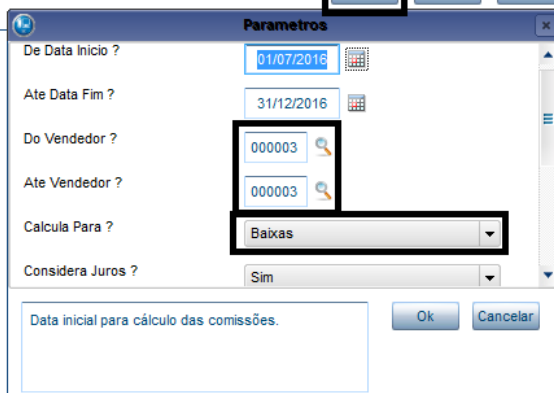 Parametros
De Data Inicio ? 01/07/2016
Ate Data Fim ? 31/12/2016
Do Vendedor ? 000003
Ate Vendedor ? 000003
Calcula Para ? Baixas
Considera Juros ? Sim
Data inicial para cálculo das comissões.
Ok Cancelar